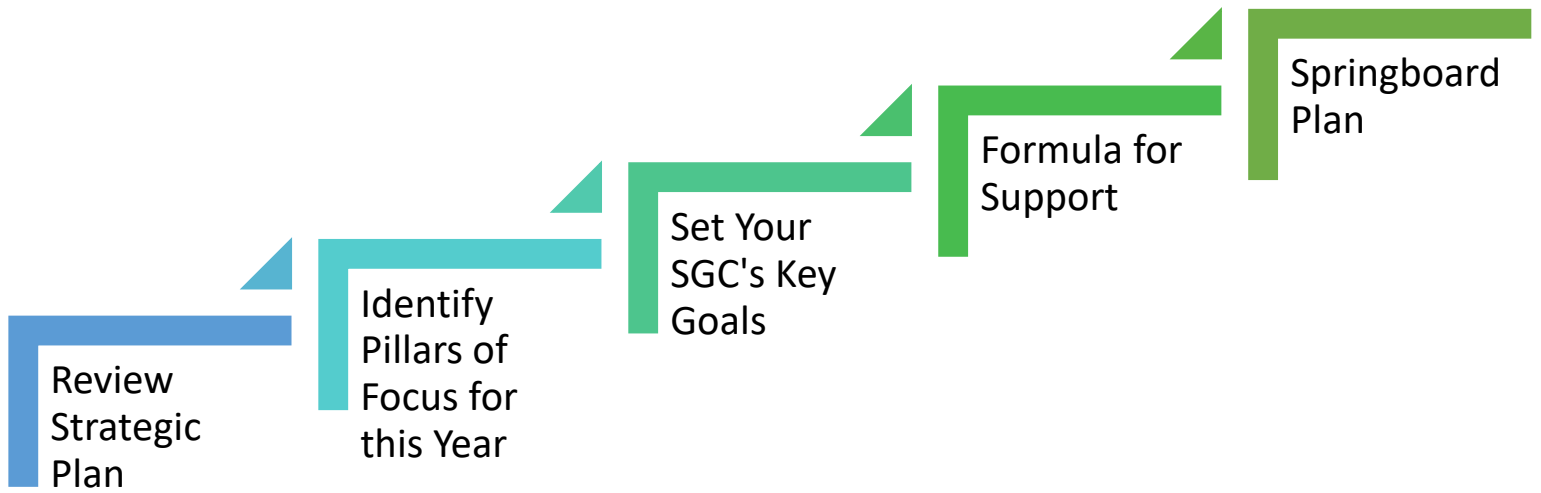 Review
Strategic
Plan
Identify
Pillars of
Focus for
this Year
Set Your
SGC's Key
Goals
Formula for
Support
Springboard
Plan